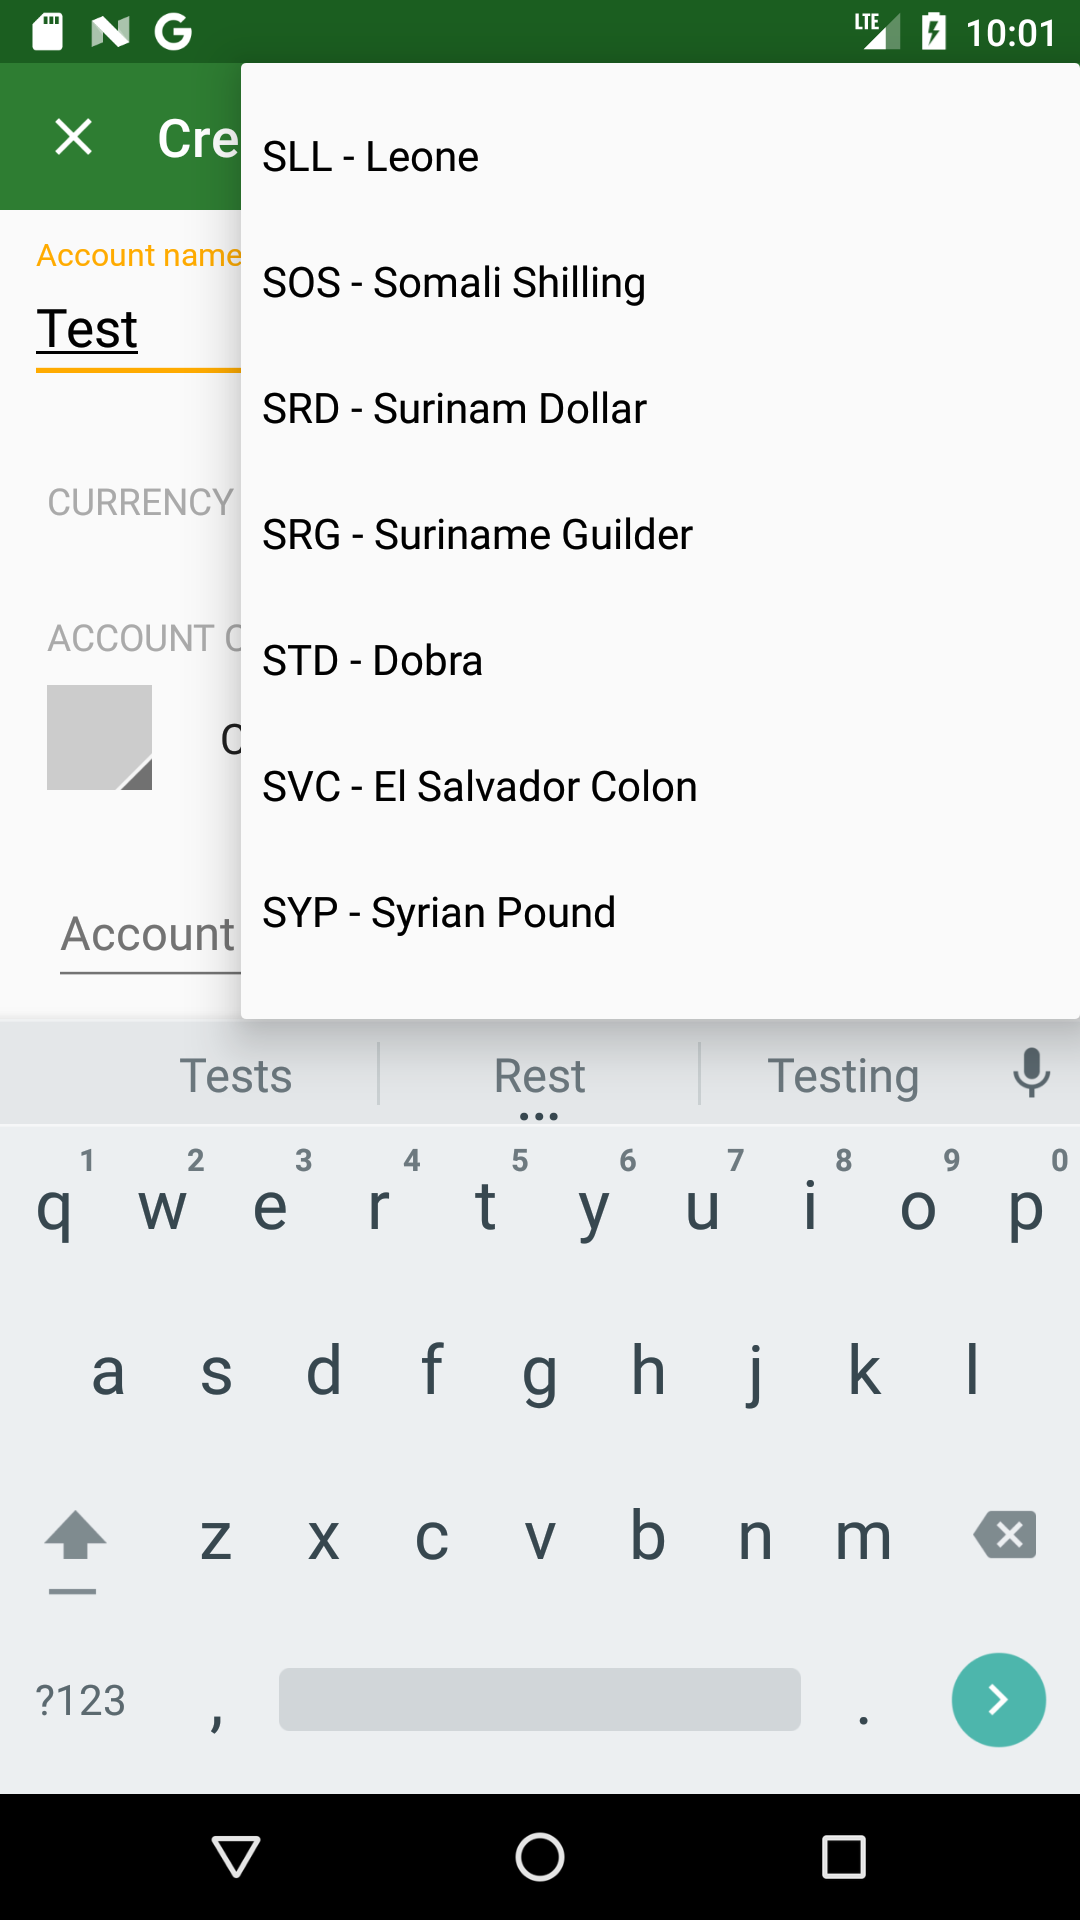 LTE 10:01
Cre
SLL - Leone
SOS - Somali Shilling
SRD - Surinam Dollar
SRG - Suriname Guilder
STD - Dobra
SVC - El Salvador Colon
SYP - Syrian Pound
Account name
Test
CURRENCY
ACCOUNT C
C
Account
Tests Rest Testing
1 2 3 4 5 6 7 8 9 0
q w e r t y u i o p
a s d f g h j k l
z x c v b n m
?123 , .